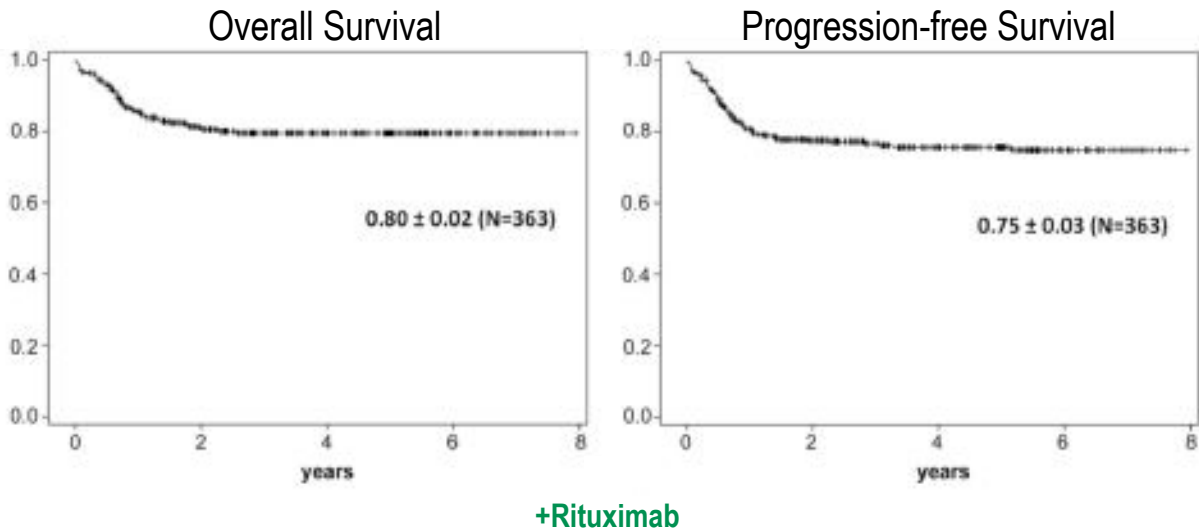 Overall Survival
1.0
0.8
0.6
0.4
0.2
0.0
0.80 ± 0.02 (N=363)
0 2 4 6 8
years
Progression-free Survival
1.0
0.8
0.6
0.4
0.2
0.0
0.75 ± 0.03 (N=363)
0 2 4 6 8
years
+Rituximab